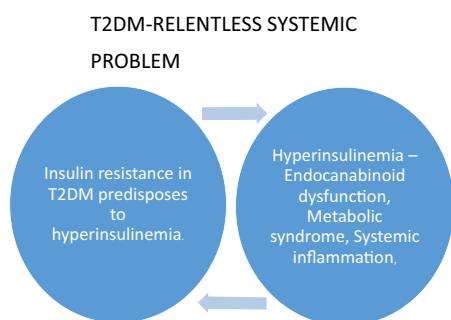 T2DM-RELENTLESS SYSTEMIC
PROBLEM
Insulin resistance in
T2DM predisposes
to
hyperinsulinemia.
Hyperinsulinemia –
Endocanabinoid
dysfunction,
Metabolic
syndrome, Systemic
inflammation,